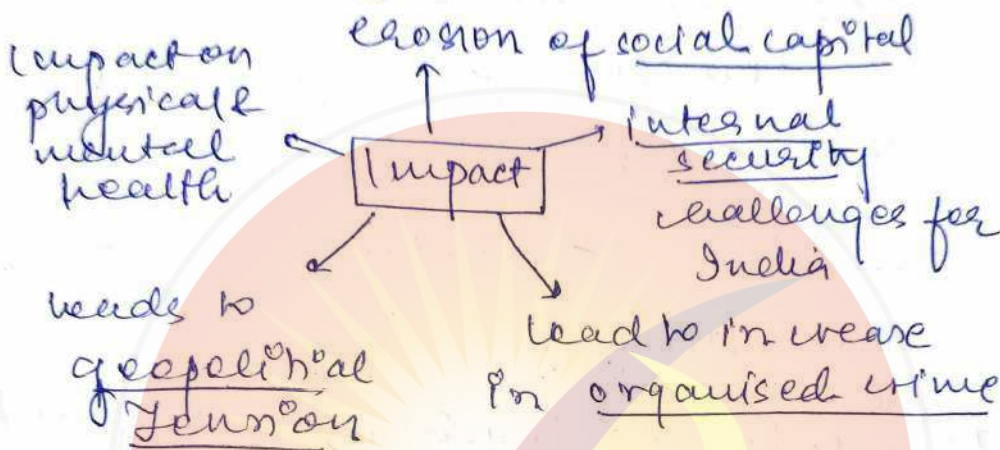 erosion of social capital
Impact on
physical &
mental
health
Impact
internal
security
challenges for
India
leads to
geopolitical
Tension
lead to increase
in organised crime